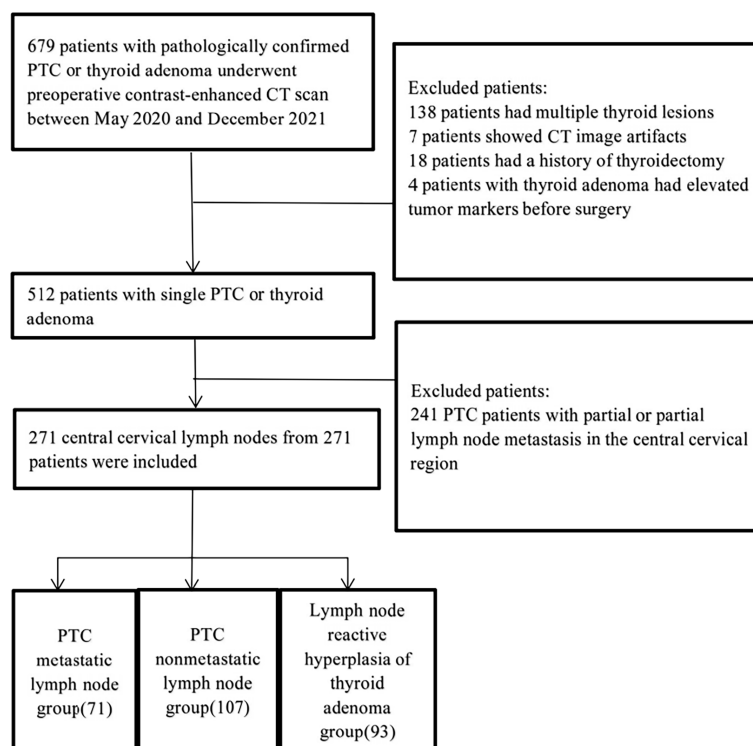 679 patients with pathologically confirmed
PTC or thyroid adenoma underwent
preoperative contrast-enhanced CT scan
between May 2020 and December 2021
Excluded patients:
138 patients had multiple thyroid lesions
7 patients showed CT image artifacts
18 patients had a history of thyroidectomy
4 patients with thyroid adenoma had elevated
tumor markers before surgery
512 patients with single PTC or thyroid
adenoma
Excluded patients:
241 PTC patients with partial or partial
lymph node metastasis in the central cervical
region
271 central cervical lymph nodes from 271
patients were included
PTC
metastatic
lymph node
group(71)
PTC
nonmetastatic
lymph node
group(107)
Lymph node
reactive
hyperplasia of
thyroid
adenoma
group(93)